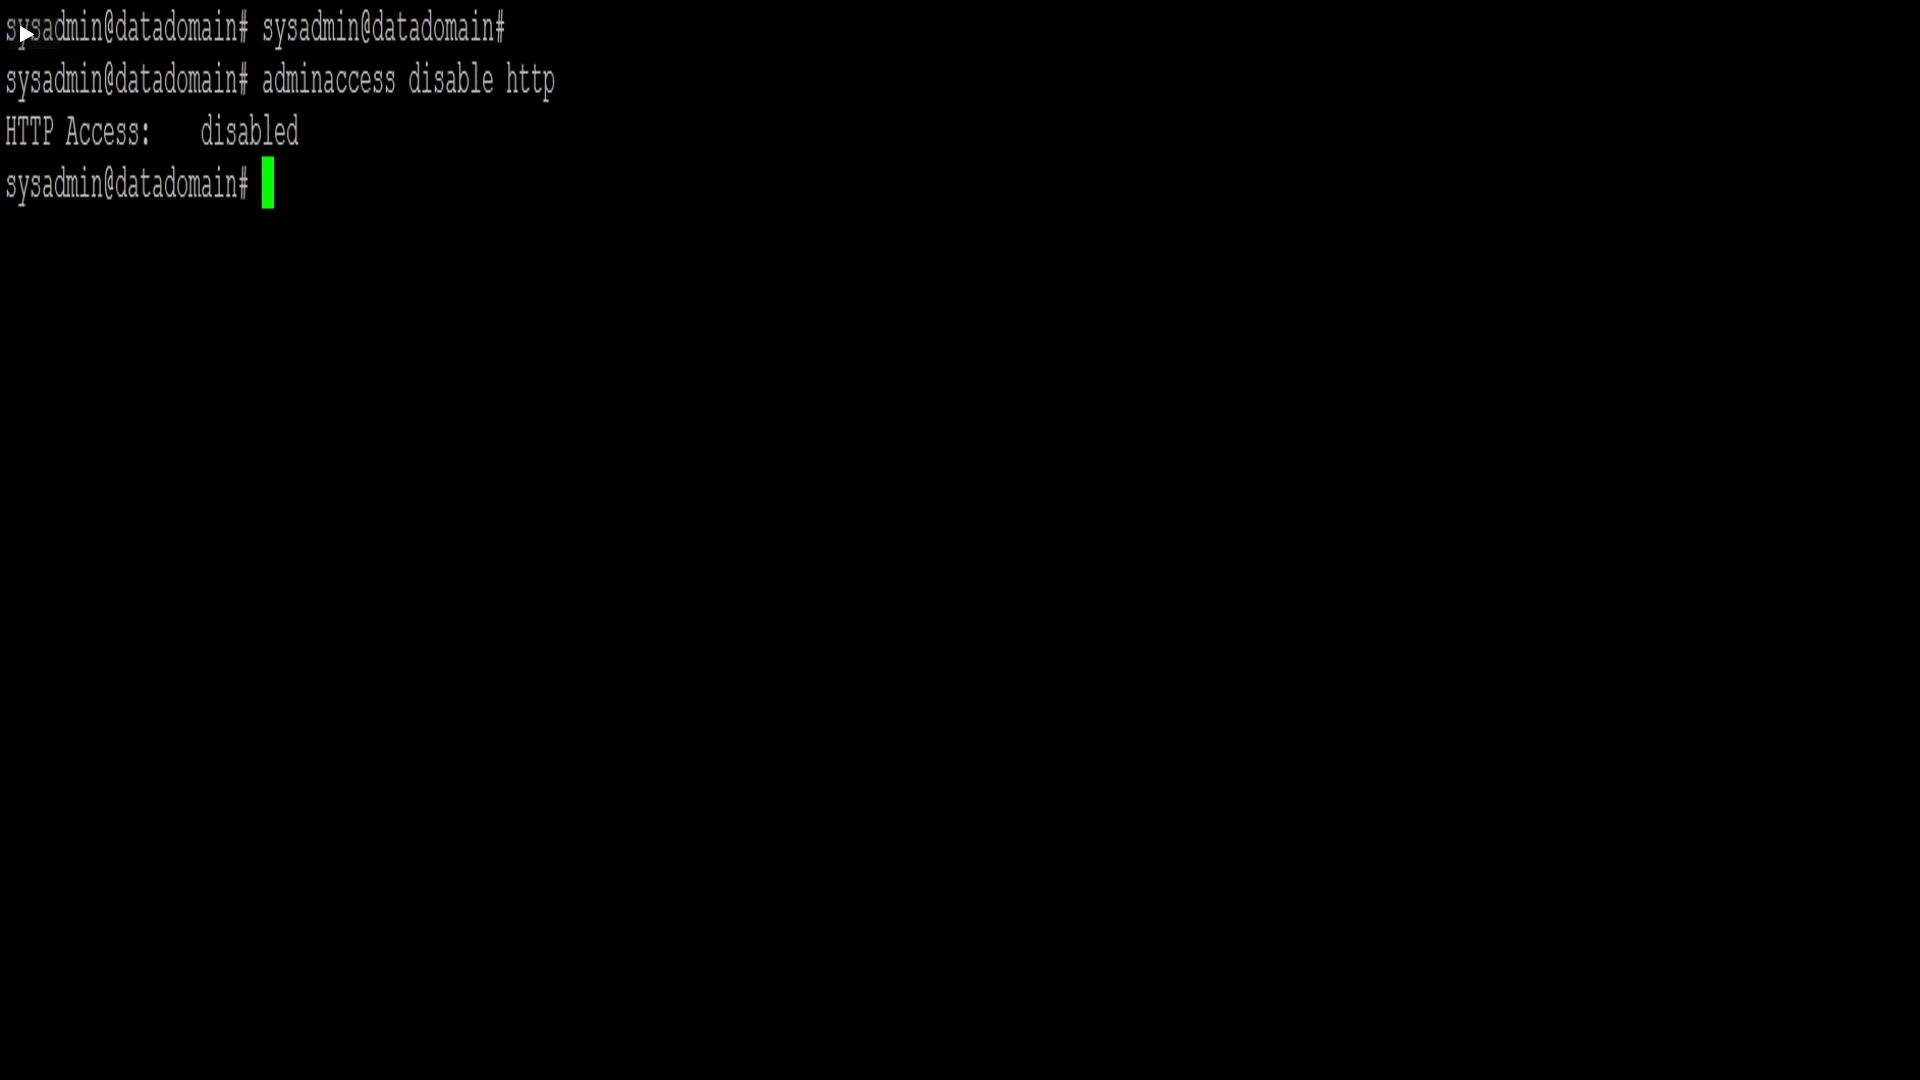 sysadmin@datadomain# sysadmin@datadomain#
sysadmin@datadomain# adminaccess disable http
HTTP Access:    disabled
sysadmin@datadomain#